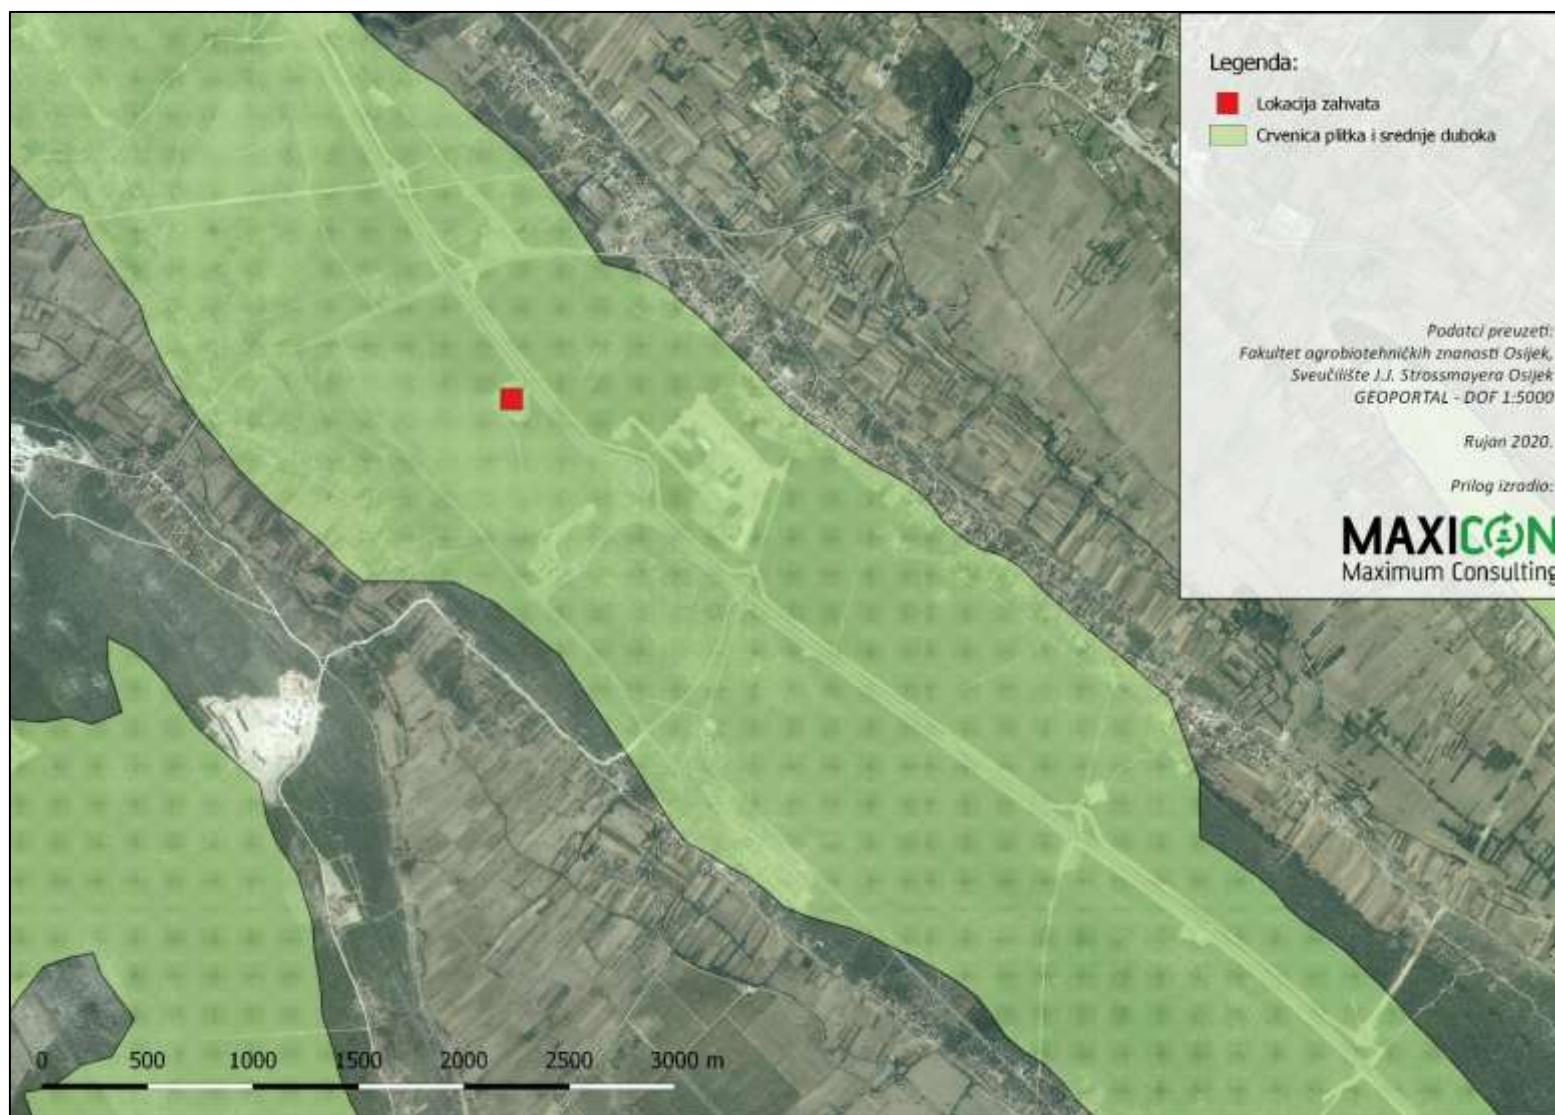 Legenda:
Lokacija zahvata
Crvenica plitka i srednje duboka
Podatci preuzeti:
Fakultet agrobiotehničkih znanosti Osijek,
Sveučilište J.J. Strossmayera Osijek
GEOPORTAL - DOF 1:5000
Rujan 2020.
Prilog izradio:
MAXICON
Maximum Consulting
0 500 1000 1500 2000 2500 3000 m